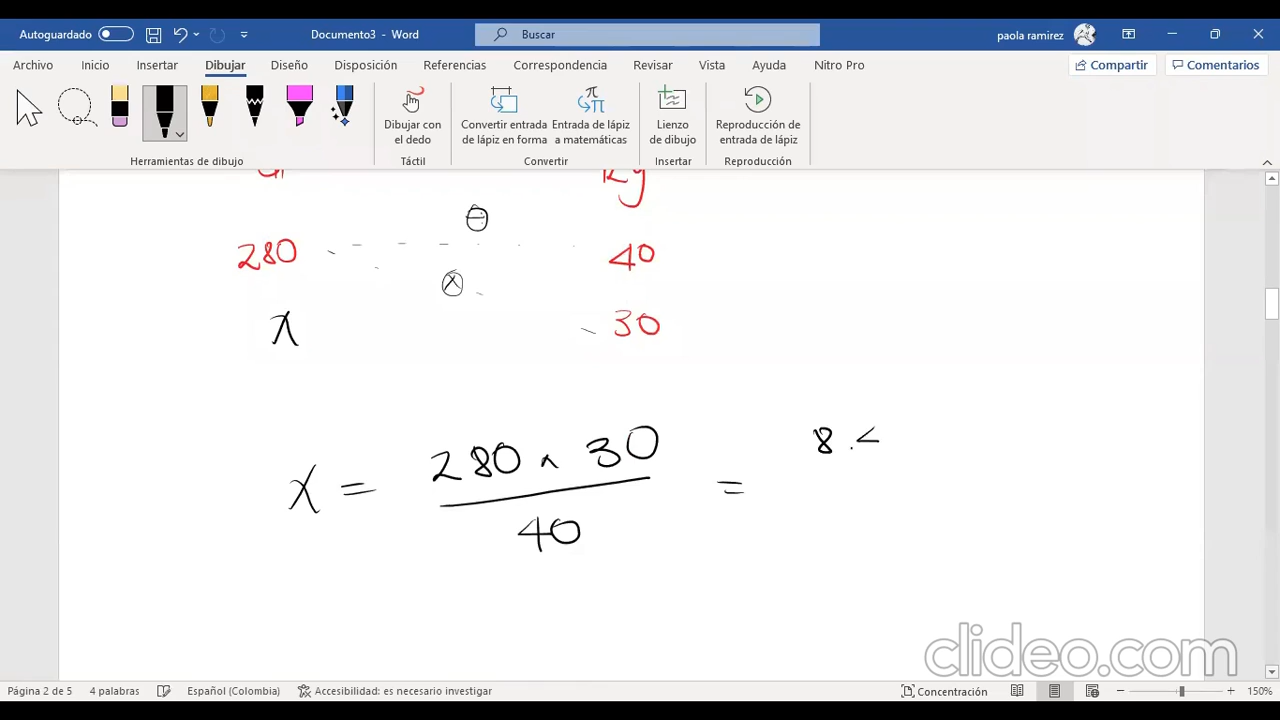 Autoguardado
Documento3 - Word
Buscar
paola ramirez
Archivo Inicio Insertar Dibujar Diseño Disposición Referencias Correspondencia Revisar Vista Ayuda Nitro Pro
Compartir Comentarios
Dibujar con el dedo
Convertir entrada de lápiz en forma
Entrada de lápiz a matemáticas
Lienzo de dibujo
Reproducción de entrada de lápiz
Herramientas de dibujo Táctil Convertir Insertar Reproducción
280 40
x 30
x = 280 x 30 / 40 =
clideo.com
Página 2 de 5 4 palabras Español (Colombia) Accesibilidad: es necesario investigar Concentración 150%